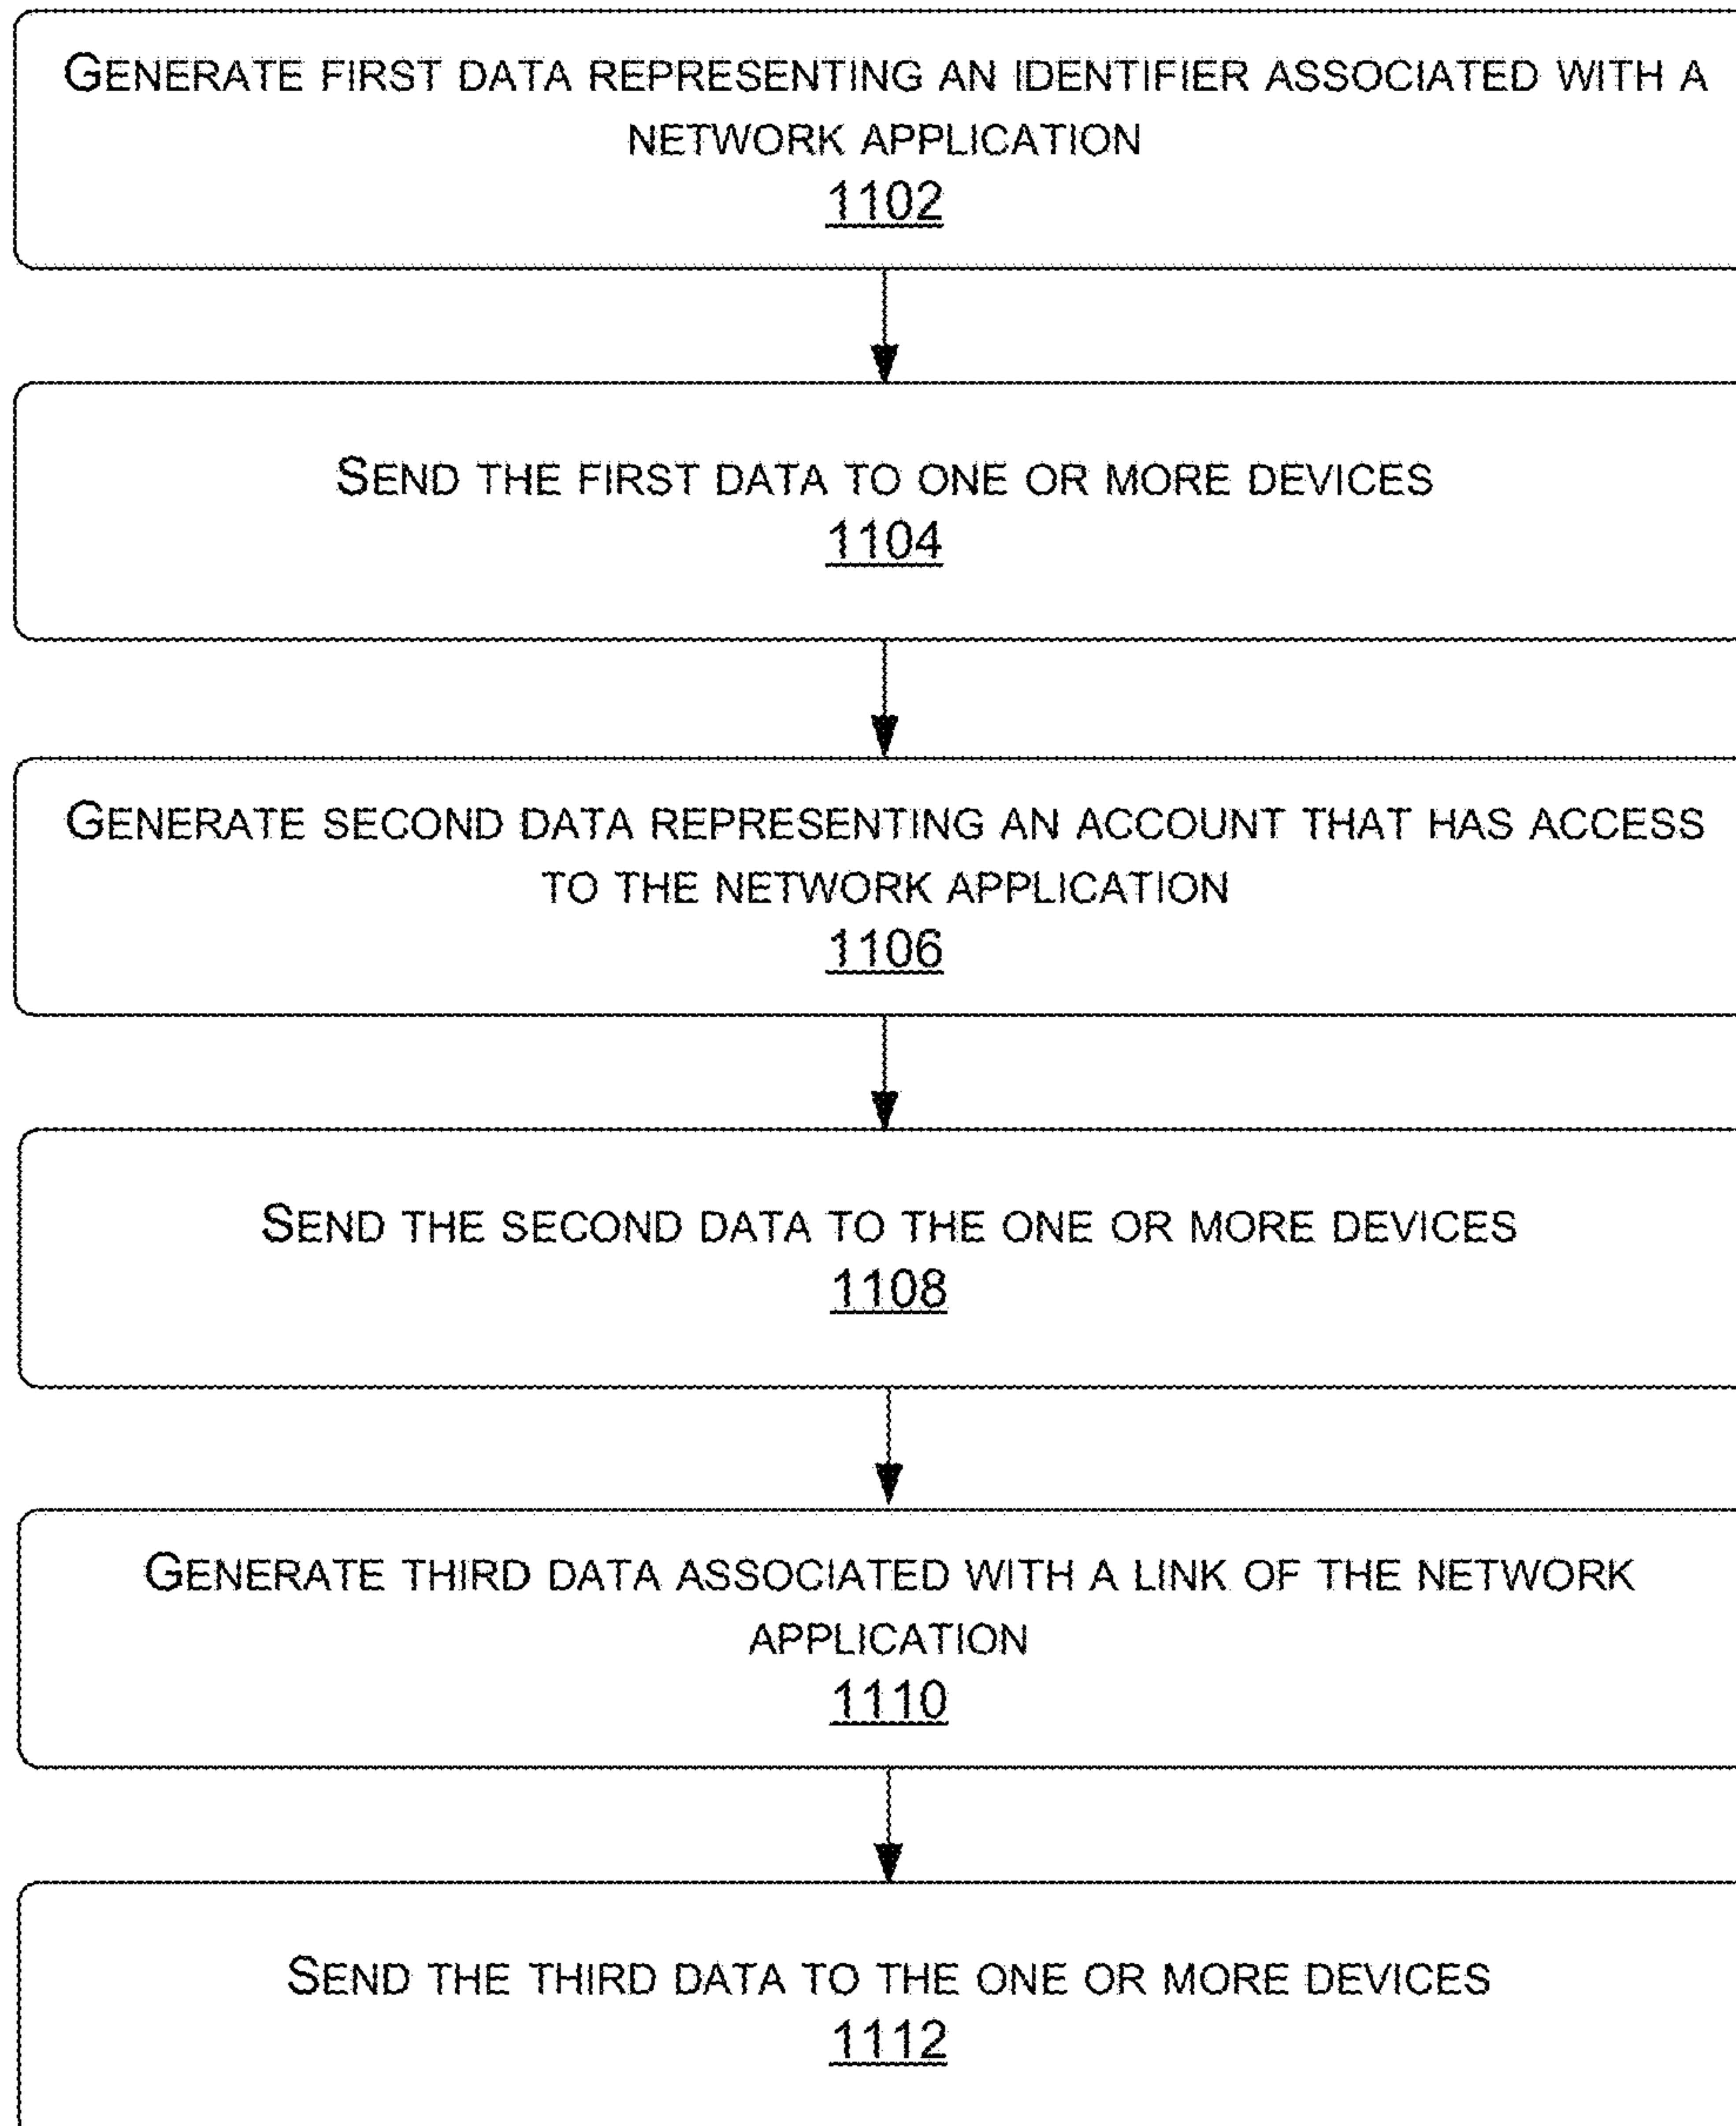 GENERATE FIRST DATA REPRESENTING AN IDENTIFIER ASSOCIATED WITH A
NETWORK APPLICATION
1102
SEND THE FIRST DATA TO ONE OR MORE DEVICES
1104
GENERATE SECOND DATA REPRESENTING AN ACCOUNT THAT HAS ACCESS
TO THE NETWORK APPLICATION
1106
SEND THE SECOND DATA TO THE ONE OR MORE DEVICES
1108
GENERATE THIRD DATA ASSOCIATED WITH A LINK OF THE NETWORK
APPLICATION
1110
SEND THE THIRD DATA TO THE ONE OR MORE DEVICES
1112